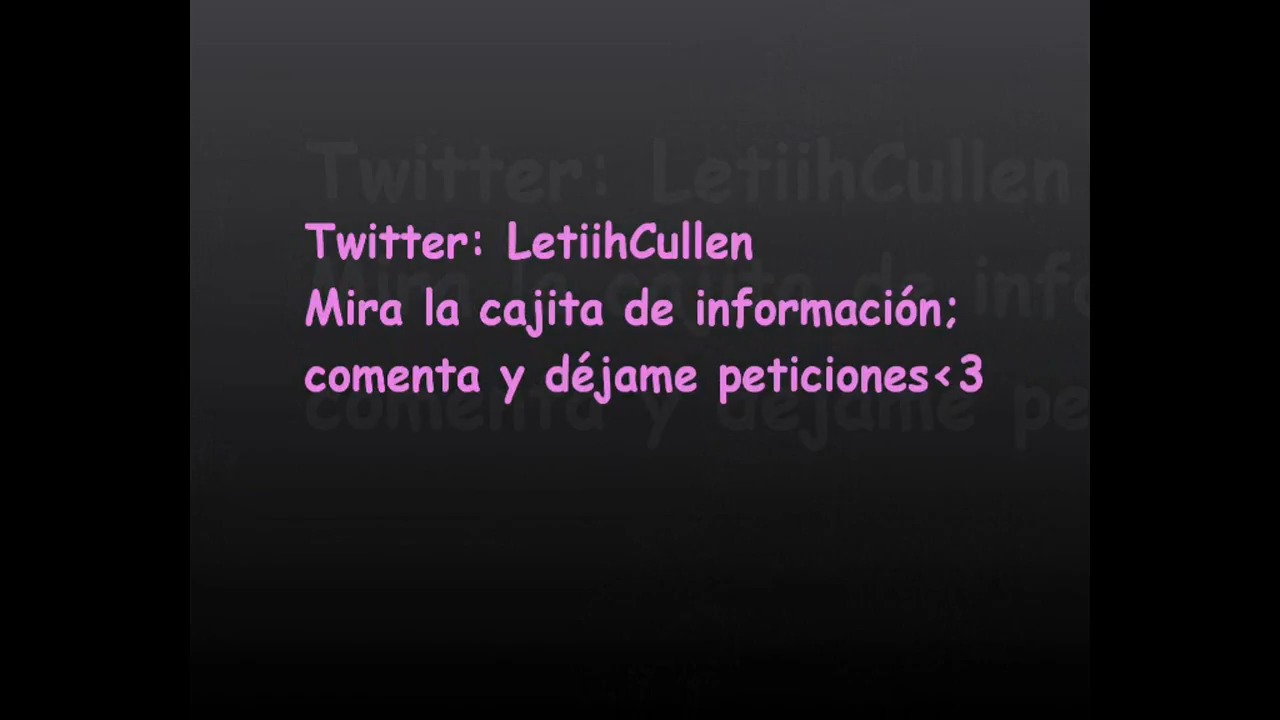 Twitter: LetiihCullen
Mira la cajita de información;
comenta y déjame peticiones<3